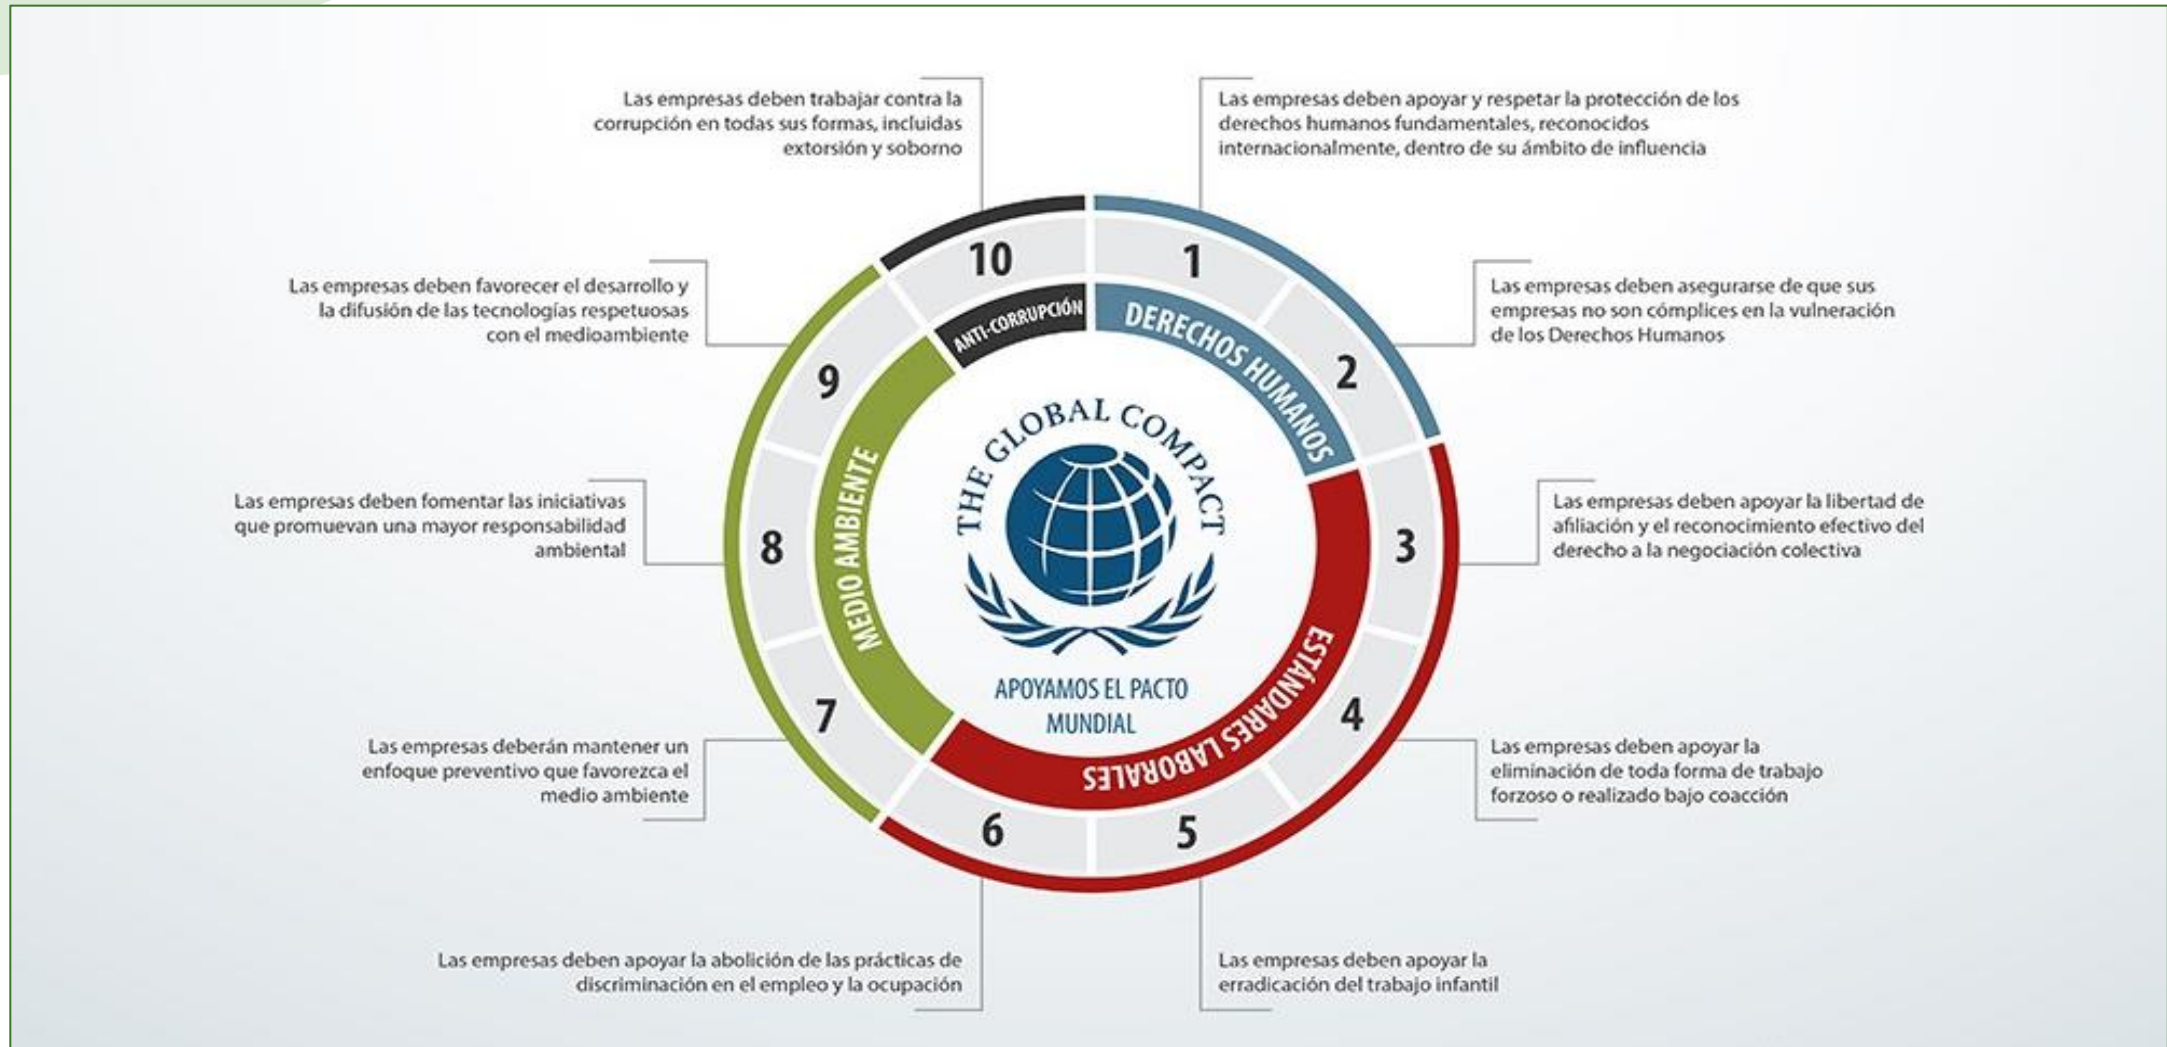 Las empresas deben trabajar contra la
corrupción en todas sus formas, incluidas
extorsión y soborno
Las empresas deben apoyar y respetar la protección de los
derechos humanos fundamentales, reconocidos
internacionalmente, dentro de su ámbito de influencia
Las empresas deben favorecer el desarrollo y
la difusión de las tecnologías respetuosas
con el medioambiente
Las empresas deben asegurarse de que sus
empresas no son cómplices en la vulneración
de los Derechos Humanos
Las empresas deben fomentar las iniciativas
que promuevan una mayor responsabilidad
ambiental
Las empresas deben apoyar la libertad de
afiliación y el reconocimiento efectivo del
derecho a la negociación colectiva
Las empresas deberán mantener un
enfoque preventivo que favorezca el
medio ambiente
Las empresas deben apoyar la
eliminación de toda forma de trabajo
forzoso o realizado bajo coacción
Las empresas deben apoyar la abolición de las prácticas de
discriminación en el empleo y la ocupación
Las empresas deben apoyar la
erradicación del trabajo infantil
10
1
2
3
4
5
6
7
8
9
ANTI-CORRUPCIÓN
DERECHOS HUMANOS
ESTÁNDARES LABORALES
MEDIO AMBIENTE
THE GLOBAL COMPACT
APOYAMOS EL PACTO
MUNDIAL